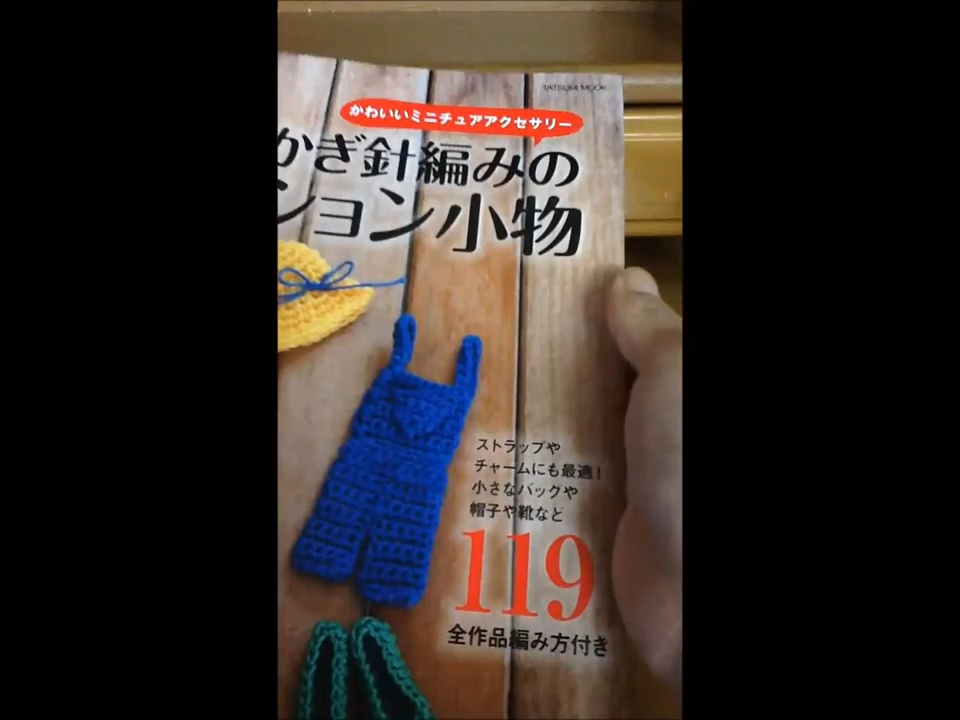 TATSUMI MOOK
かわいいミニチュアアクセサリー
かぎ針編みの
ション小物
ストラップや
チャームにも最適!
小さなバッグや
帽子や靴など
119
全作品編み方付き